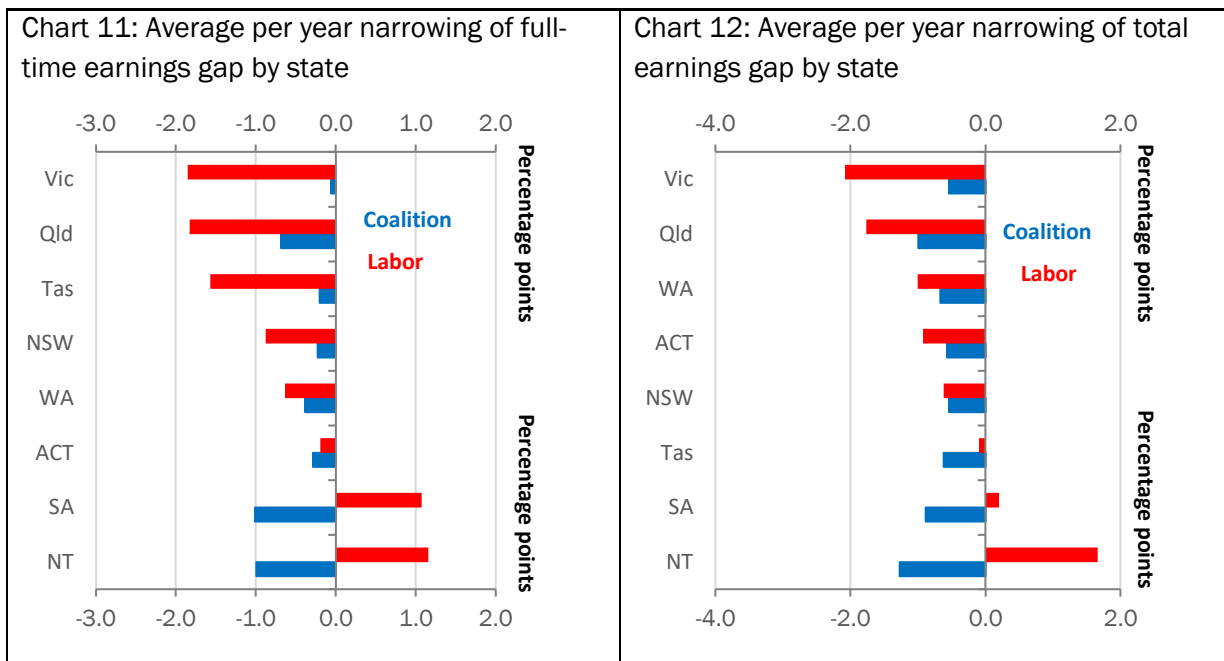 Chart 11: Average per year narrowing of full-
time earnings gap by state
-3.0 -2.0 -1.0 0.0 1.0 2.0
Vic
Qld
Tas
NSW
WA
ACT
SA
NT
Coalition
Labor
Percentage points
Percentage points
-3.0 -2.0 -1.0 0.0 1.0 2.0
Chart 12: Average per year narrowing of total
earnings gap by state
-4.0 -2.0 0.0 2.0
Vic
Qld
WA
ACT
NSW
Tas
SA
NT
Coalition
Labor
Percentage points
Percentage points
-4.0 -2.0 0.0 2.0